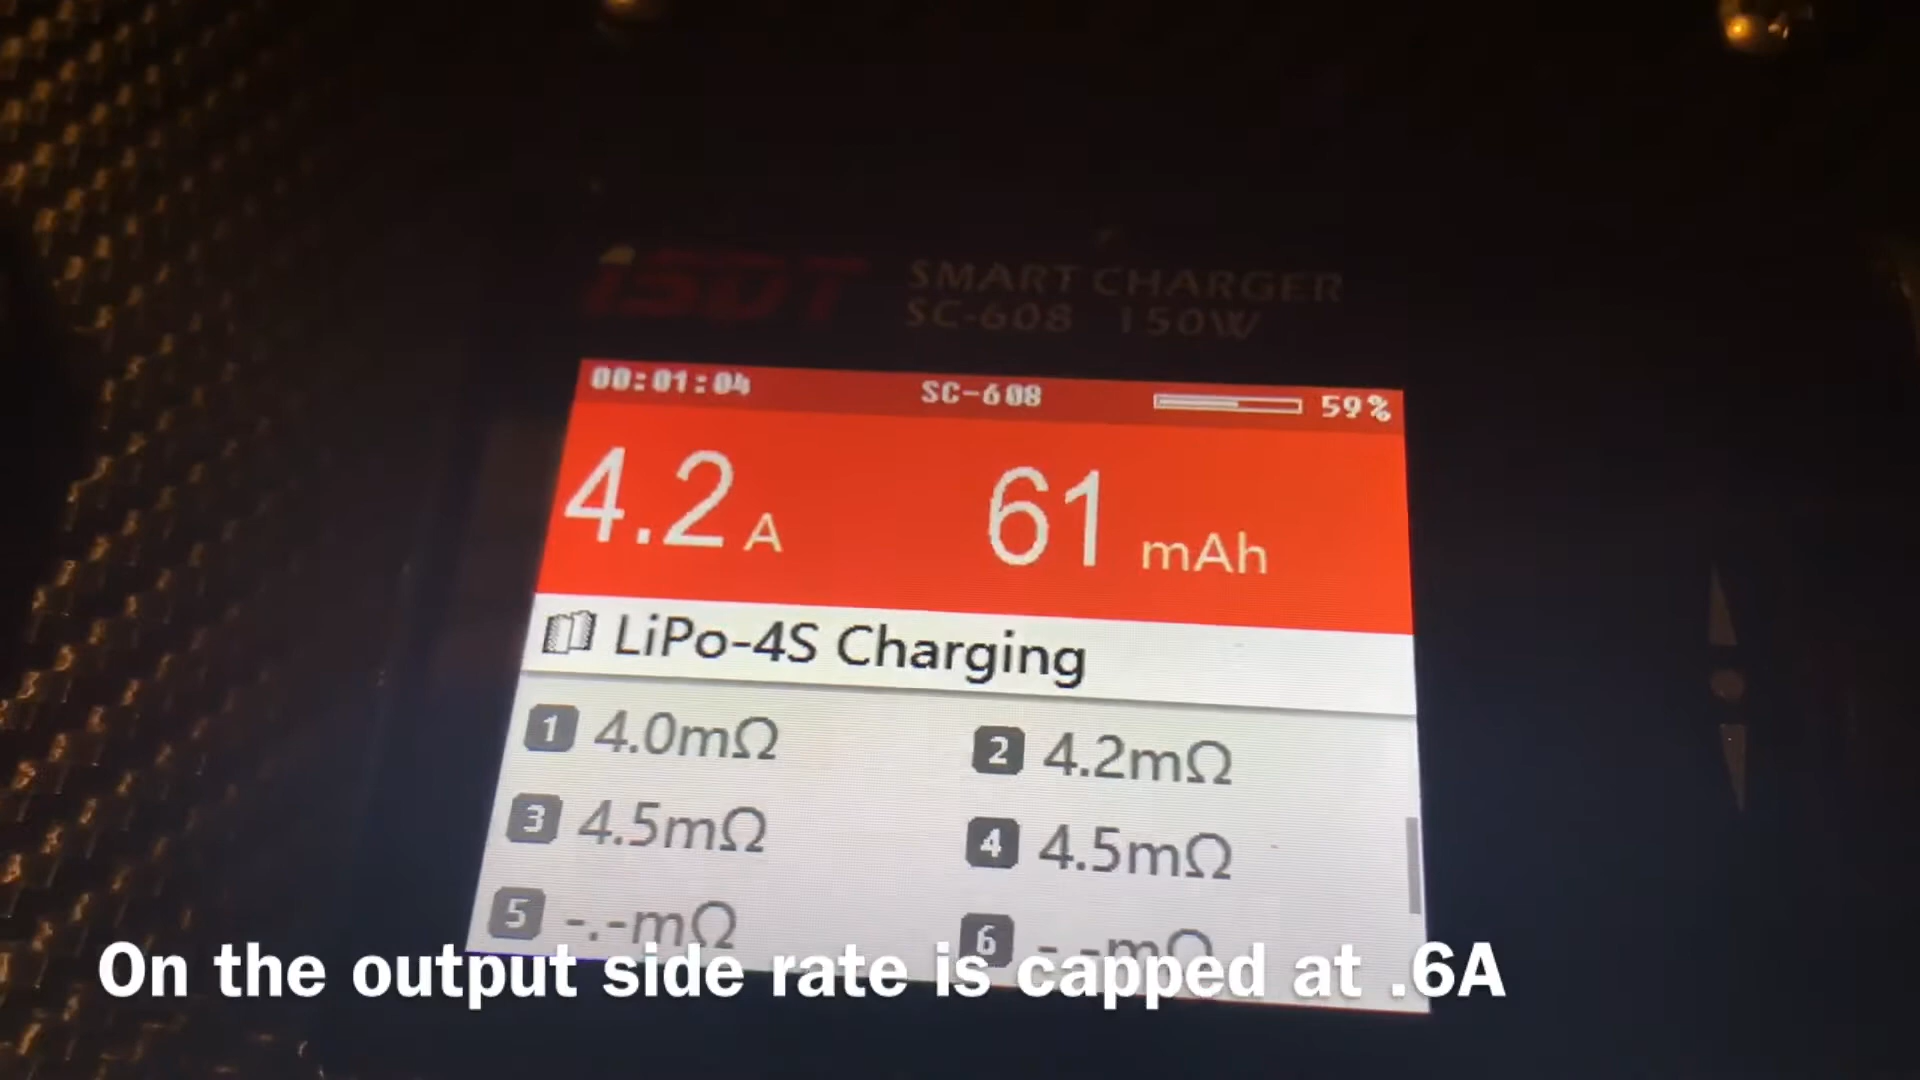 iSDT SMART CHARGER
SC-608 150W
00:01:04 SC-608 59%
4.2 A 61 mAh
LiPo-4S Charging
1 4.0mΩ 2 4.2mΩ
3 4.5mΩ 4 4.5mΩ
5 -.-mΩ 6 -.-mΩ
On the output side rate is capped at .6A